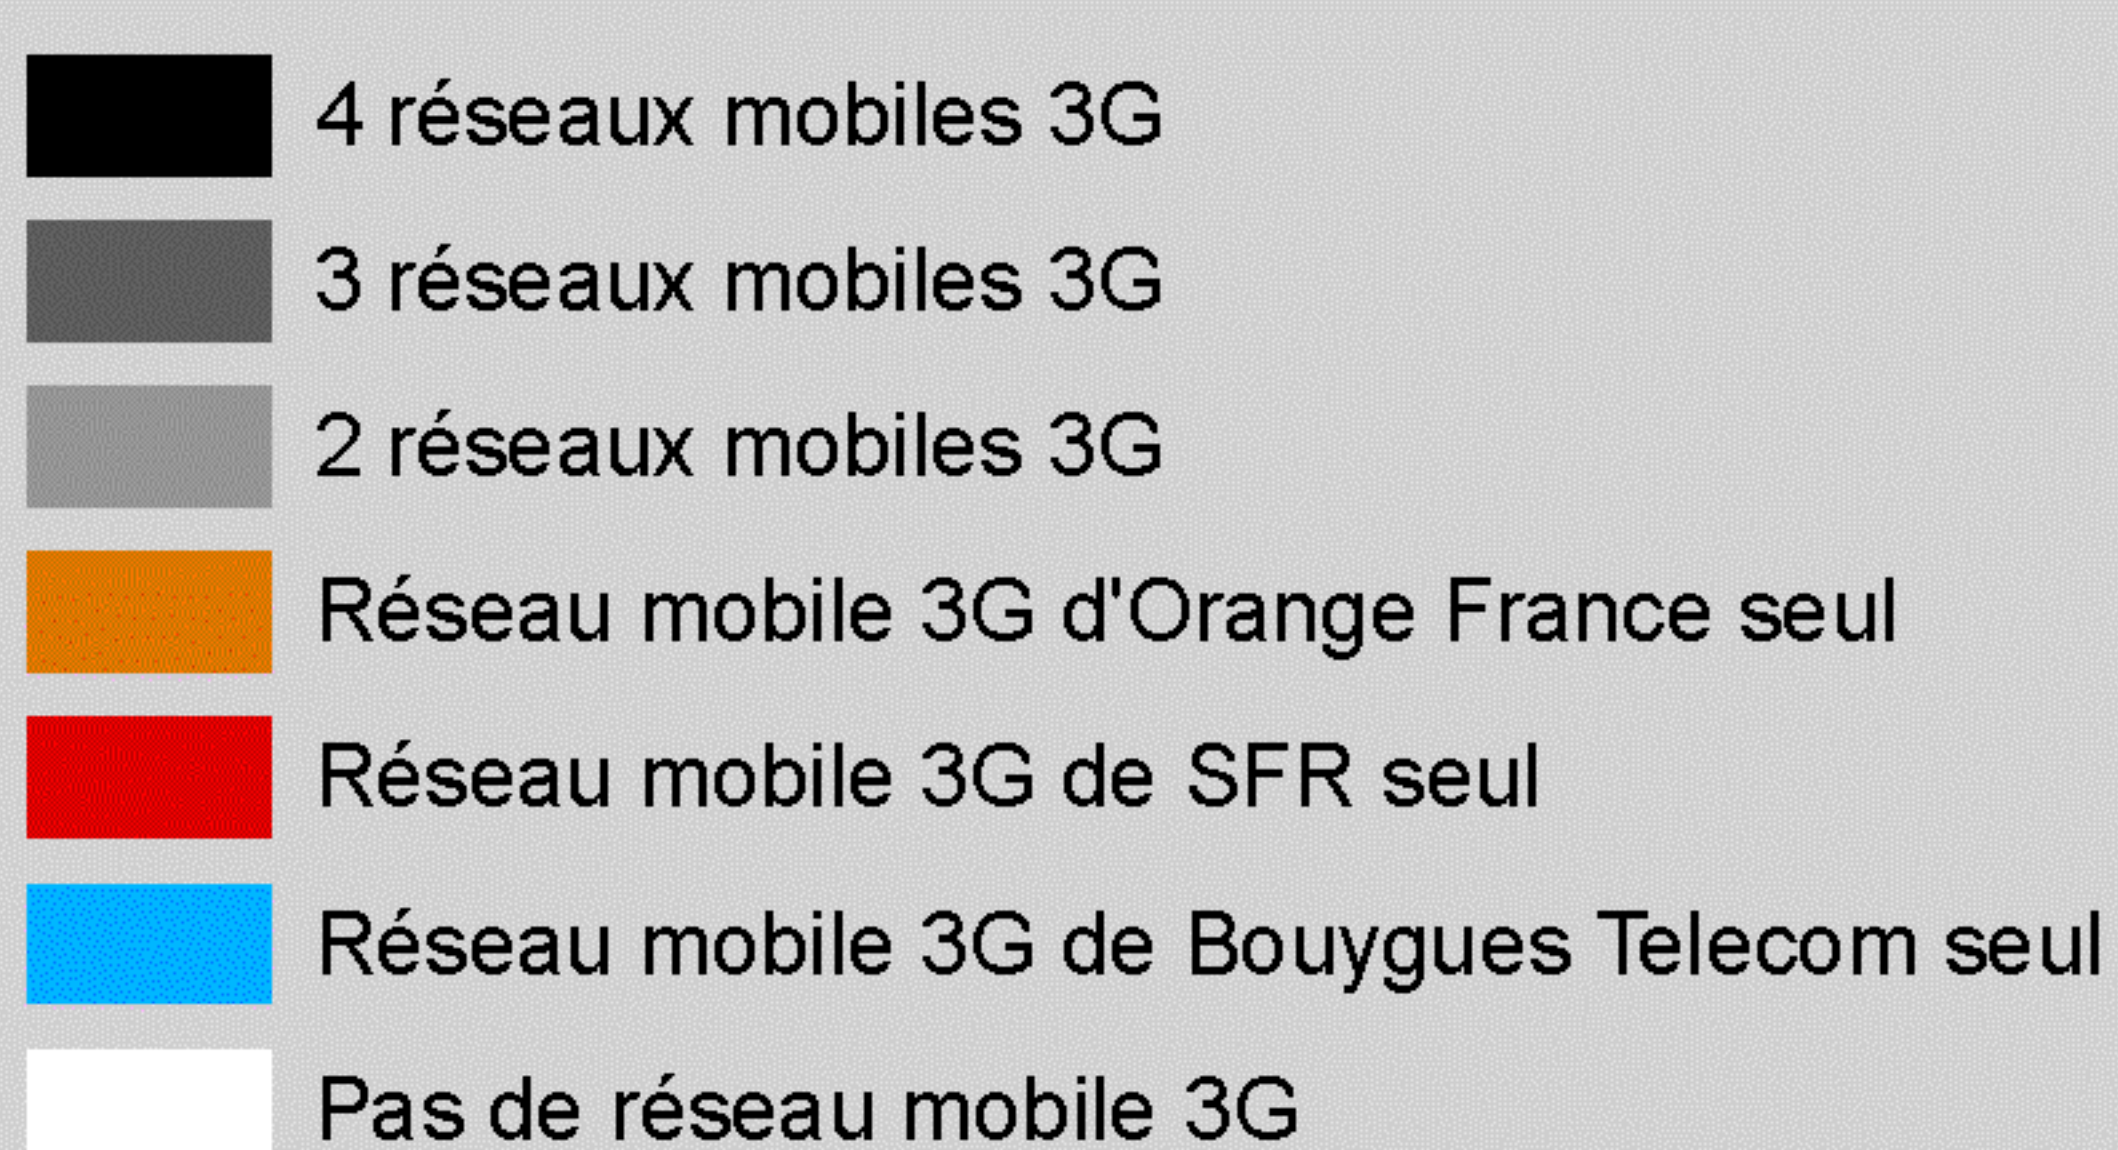 4 réseaux mobiles 3G
3 réseaux mobiles 3G
2 réseaux mobiles 3G
Réseau mobile 3G d'Orange France seul
Réseau mobile 3G de SFR seul
Réseau mobile 3G de Bouygues Telecom seul
Pas de réseau mobile 3G